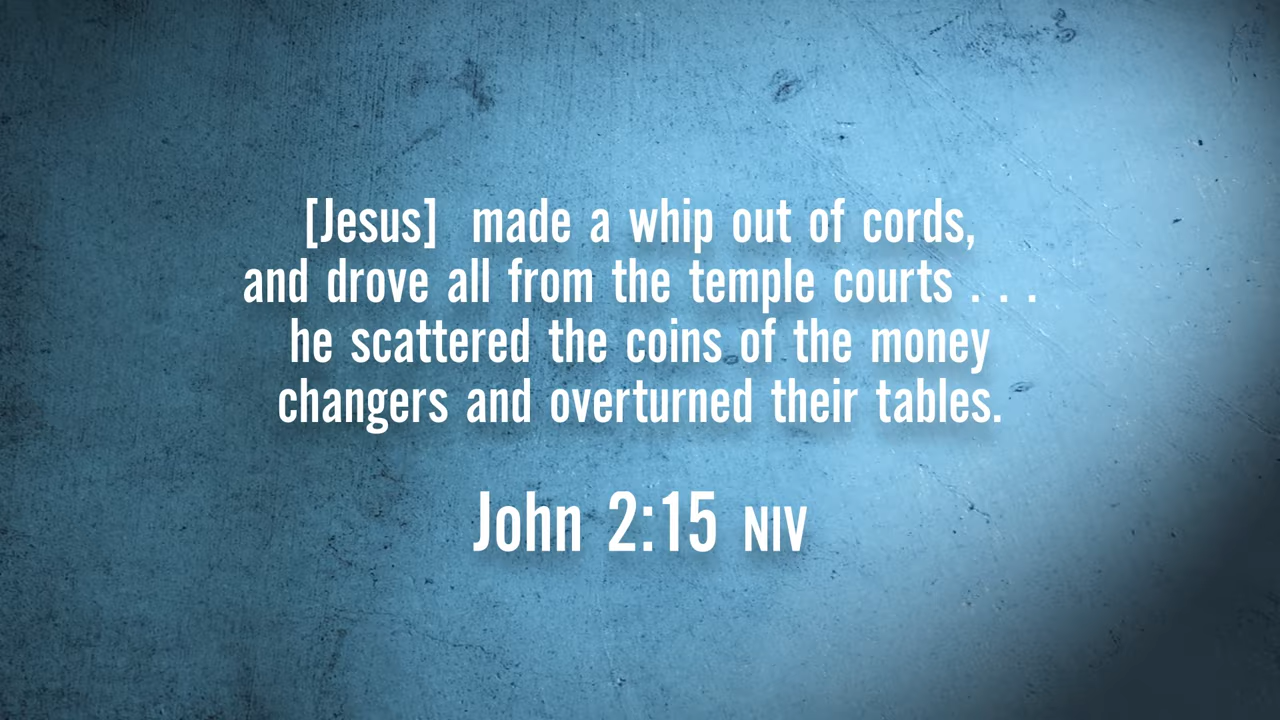 [Jesus] made a whip out of cords,
and drove all from the temple courts . . .
he scattered the coins of the money
changers and overturned their tables.
John 2:15 NIV